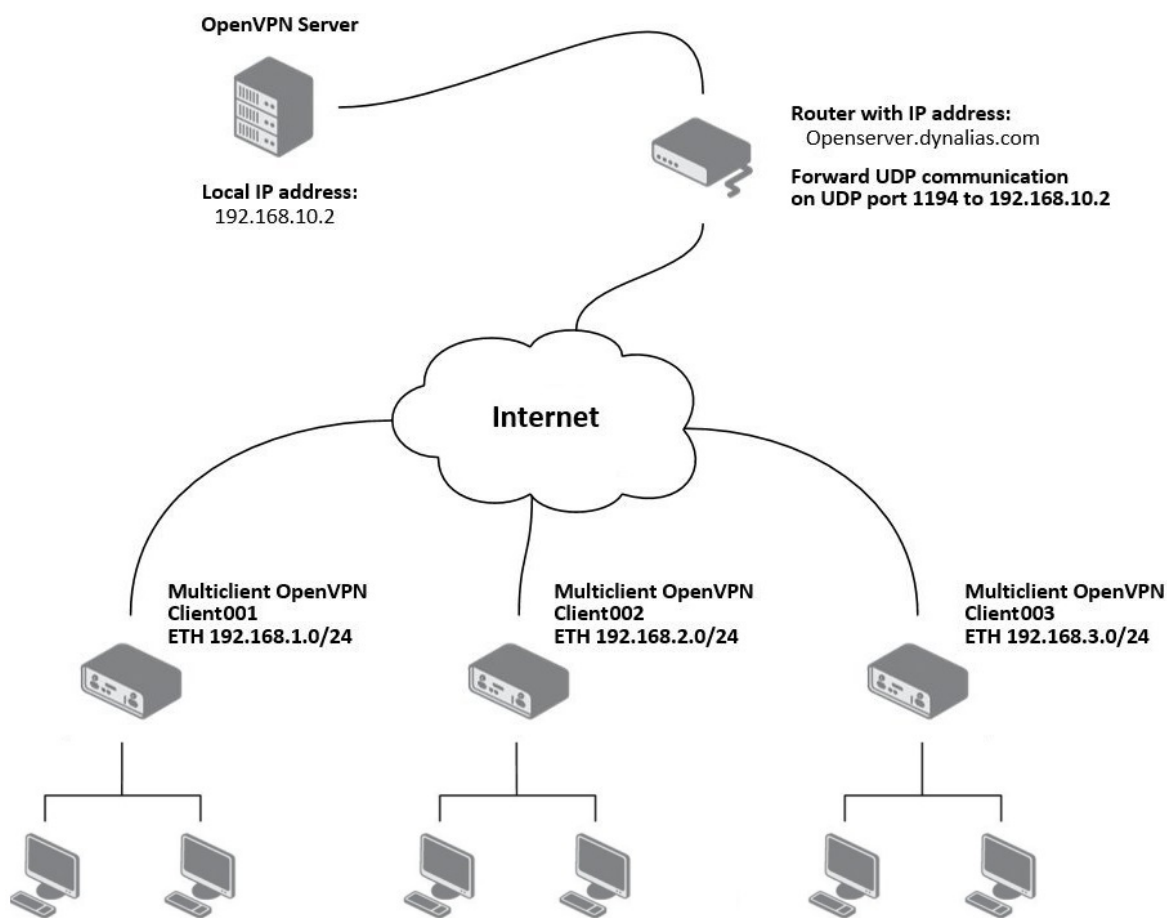 OpenVPN Server
Local IP address:
192.168.10.2
Router with IP address:
Openserver.dynalias.com
Forward UDP communication
on UDP port 1194 to 192.168.10.2
Internet
Multiclient OpenVPN
Client001
ETH 192.168.1.0/24
Multiclient OpenVPN
Client002
ETH 192.168.2.0/24
Multiclient OpenVPN
Client003
ETH 192.168.3.0/24